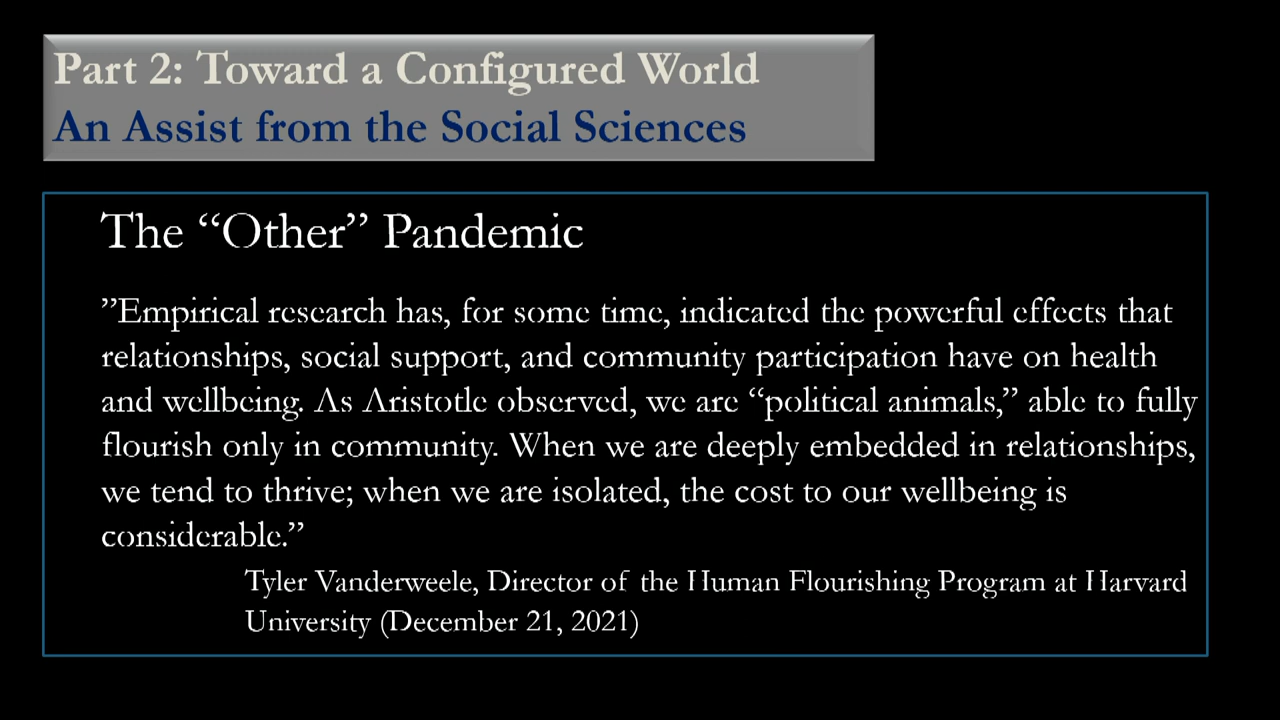 Part 2: Toward a Configured World
An Assist from the Social Sciences
The “Other” Pandemic
”Empirical research has, for some time, indicated the powerful effects that
relationships, social support, and community participation have on health
and wellbeing. As Aristotle observed, we are “political animals,” able to fully
flourish only in community. When we are deeply embedded in relationships,
we tend to thrive; when we are isolated, the cost to our wellbeing is
considerable.”
Tyler Vanderweele, Director of the Human Flourishing Program at Harvard
University (December 21, 2021)